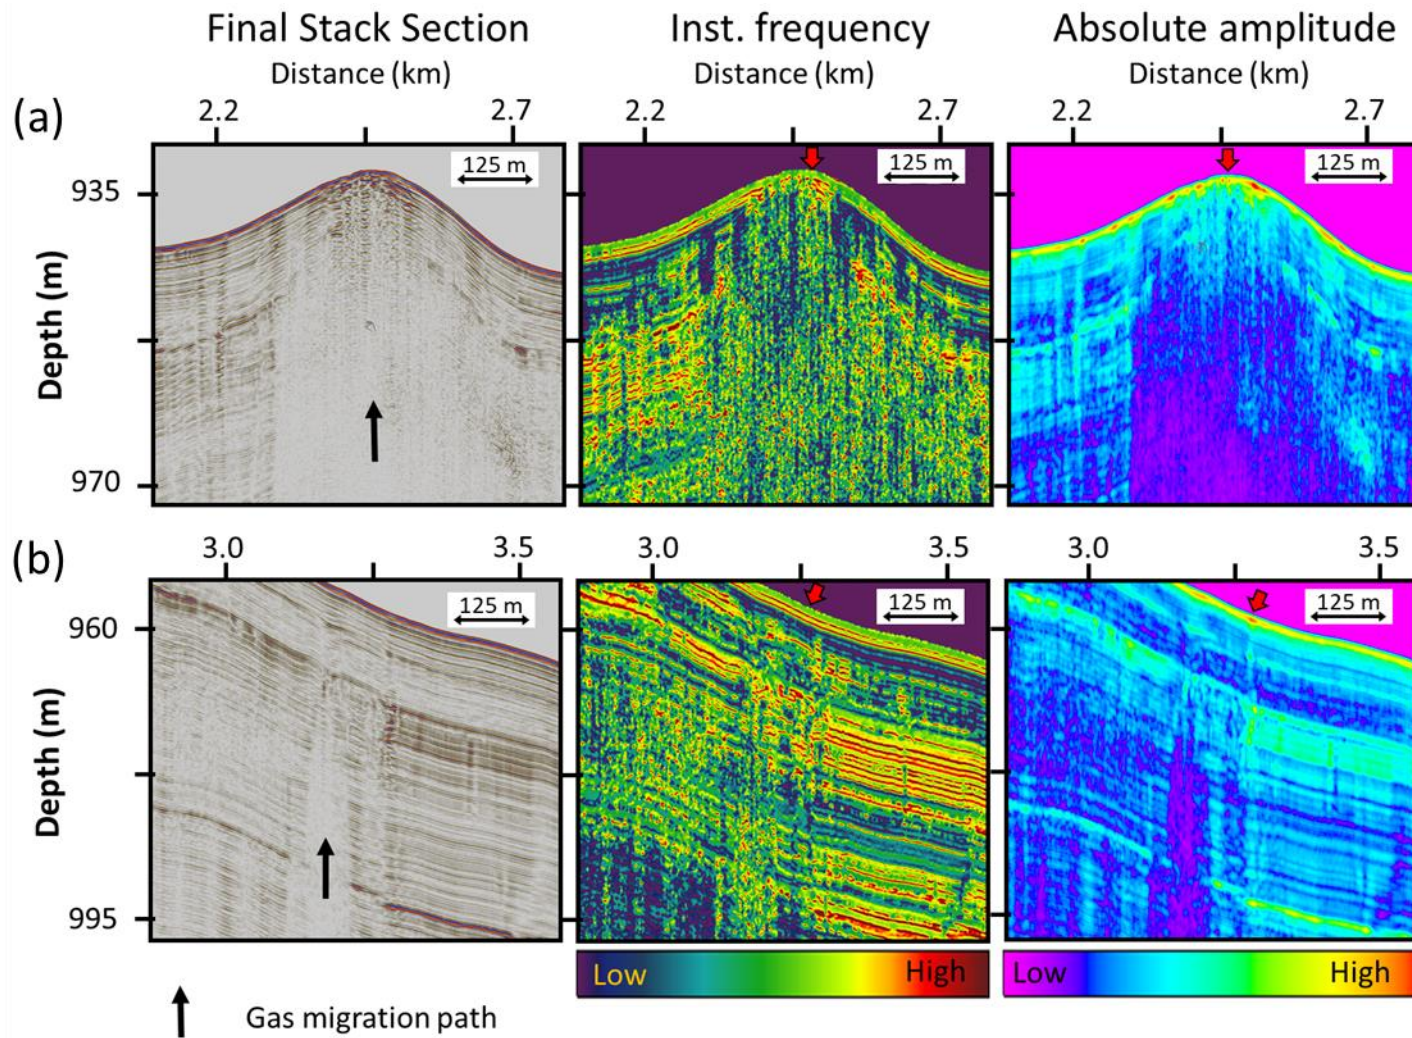 Final Stack Section Inst. frequency Absolute amplitude
Distance (km) Distance (km) Distance (km)
(a) 2.2 2.7 2.2 2.7 2.2 2.7
125 m 125 m 125 m
935
Depth (m)
970
(b) 3.0 3.5 3.0 3.5 3.0 3.5
125 m 125 m 125 m
960
Depth (m)
995
Low High Low High
Gas migration path